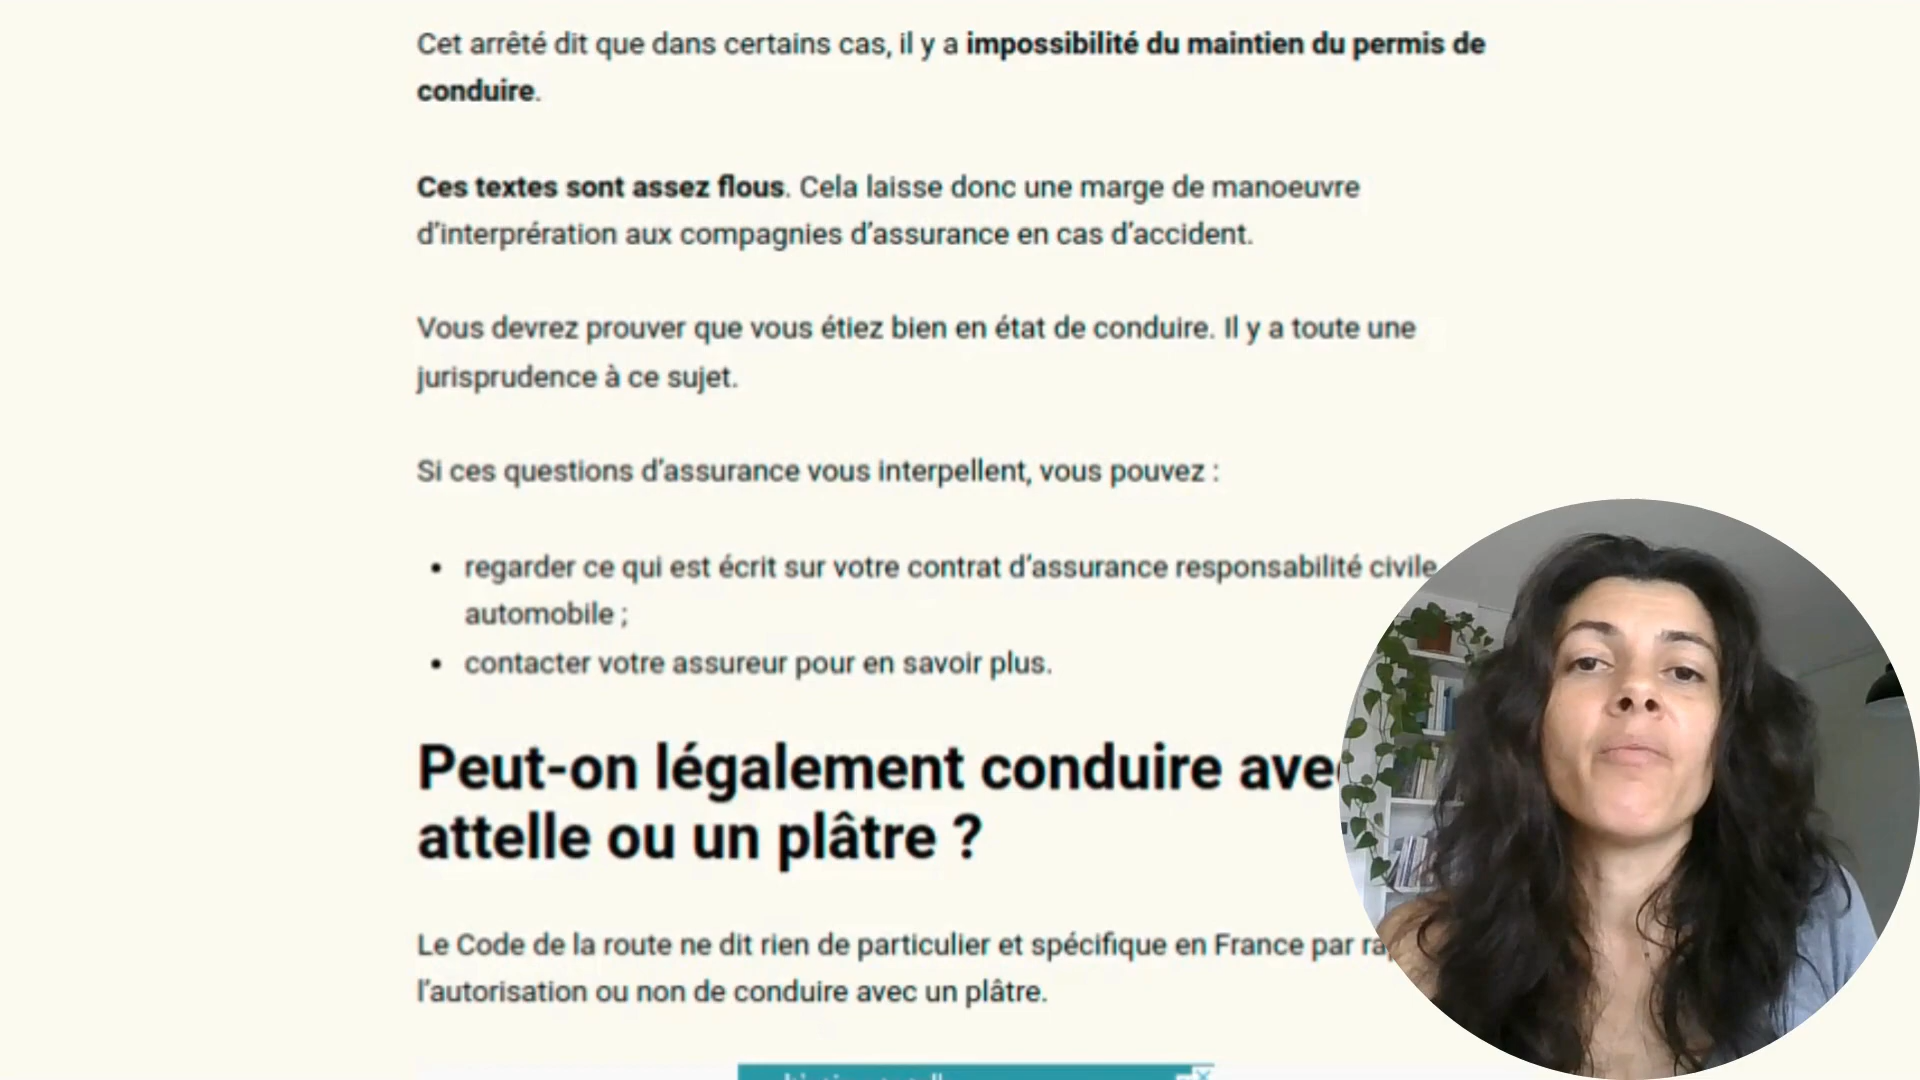 Cet arrêté dit que dans certains cas, il y a impossibilité du maintien du permis de
conduire.
Ces textes sont assez flous. Cela laisse donc une marge de manoeuvre
d'interprération aux compagnies d'assurance en cas d'accident.
Vous devrez prouver que vous étiez bien en état de conduire. Il y a toute une
jurisprudence à ce sujet.
Si ces questions d'assurance vous interpellent, vous pouvez :
• regarder ce qui est écrit sur votre contrat d'assurance responsabilité civile
automobile ;
• contacter votre assureur pour en savoir plus.
Peut-on légalement conduire avec
attelle ou un plâtre ?
Le Code de la route ne dit rien de particulier et spécifique en France par
l'autorisation ou non de conduire avec un plâtre.